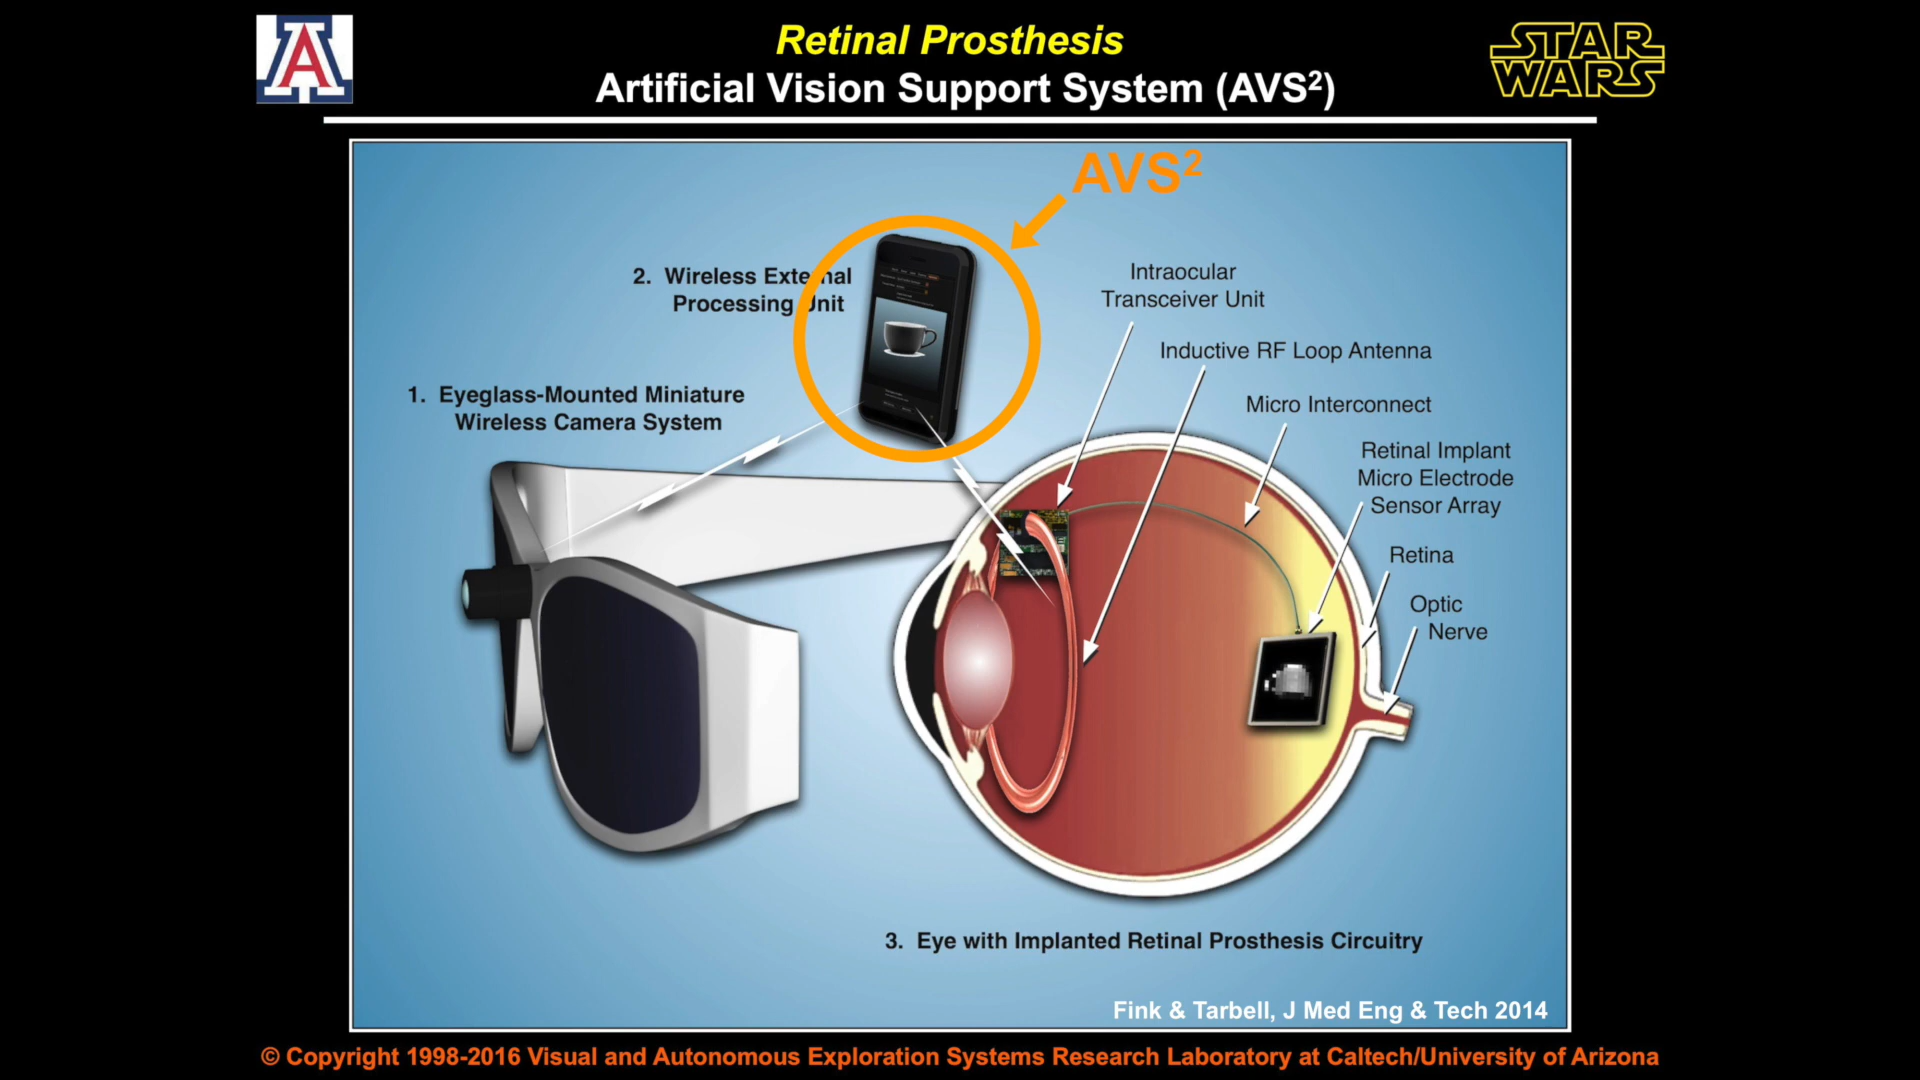 Retinal Prosthesis
Artificial Vision Support System (AVS²)
A
STAR
WARS
AVS²
2. Wireless External
Processing Unit
1. Eyeglass-Mounted Miniature
Wireless Camera System
Intraocular
Transceiver Unit
Inductive RF Loop Antenna
Micro Interconnect
Retinal Implant
Micro Electrode
Sensor Array
Retina
Optic
Nerve
3. Eye with Implanted Retinal Prosthesis Circuitry
Fink & Tarbell, J Med Eng & Tech 2014
© Copyright 1998-2016 Visual and Autonomous Exploration Systems Research Laboratory at Caltech/University of Arizona